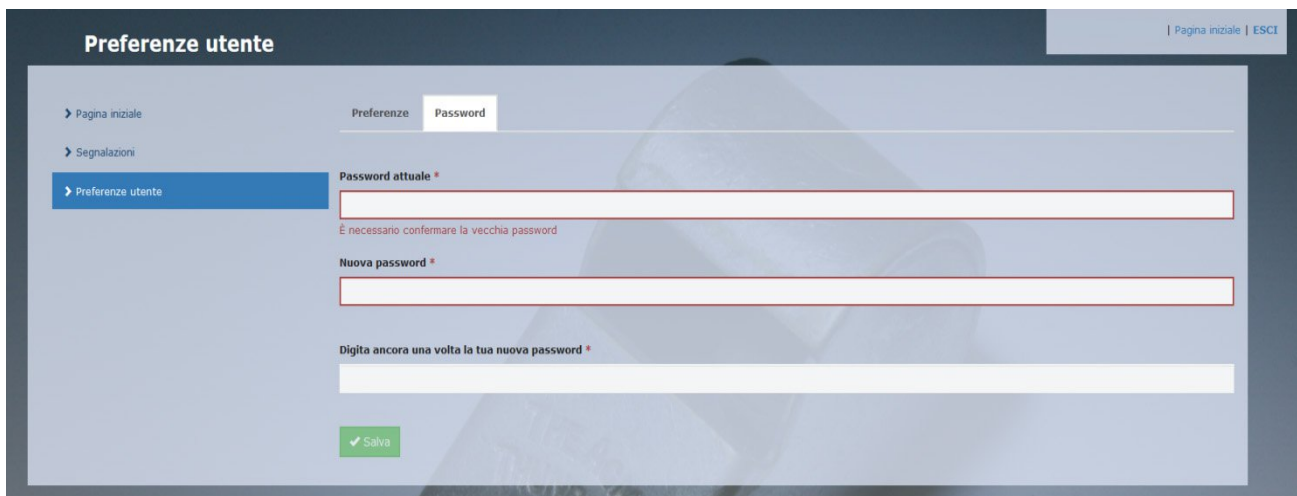 Preferenze utente
| Pagina iniziale | ESCI
Pagina iniziale
Segnalazioni
Preferenze utente
Preferenze Password
Password attuale *
È necessario confermare la vecchia password
Nuova password *
Digita ancora una volta la tua nuova password *
Salva